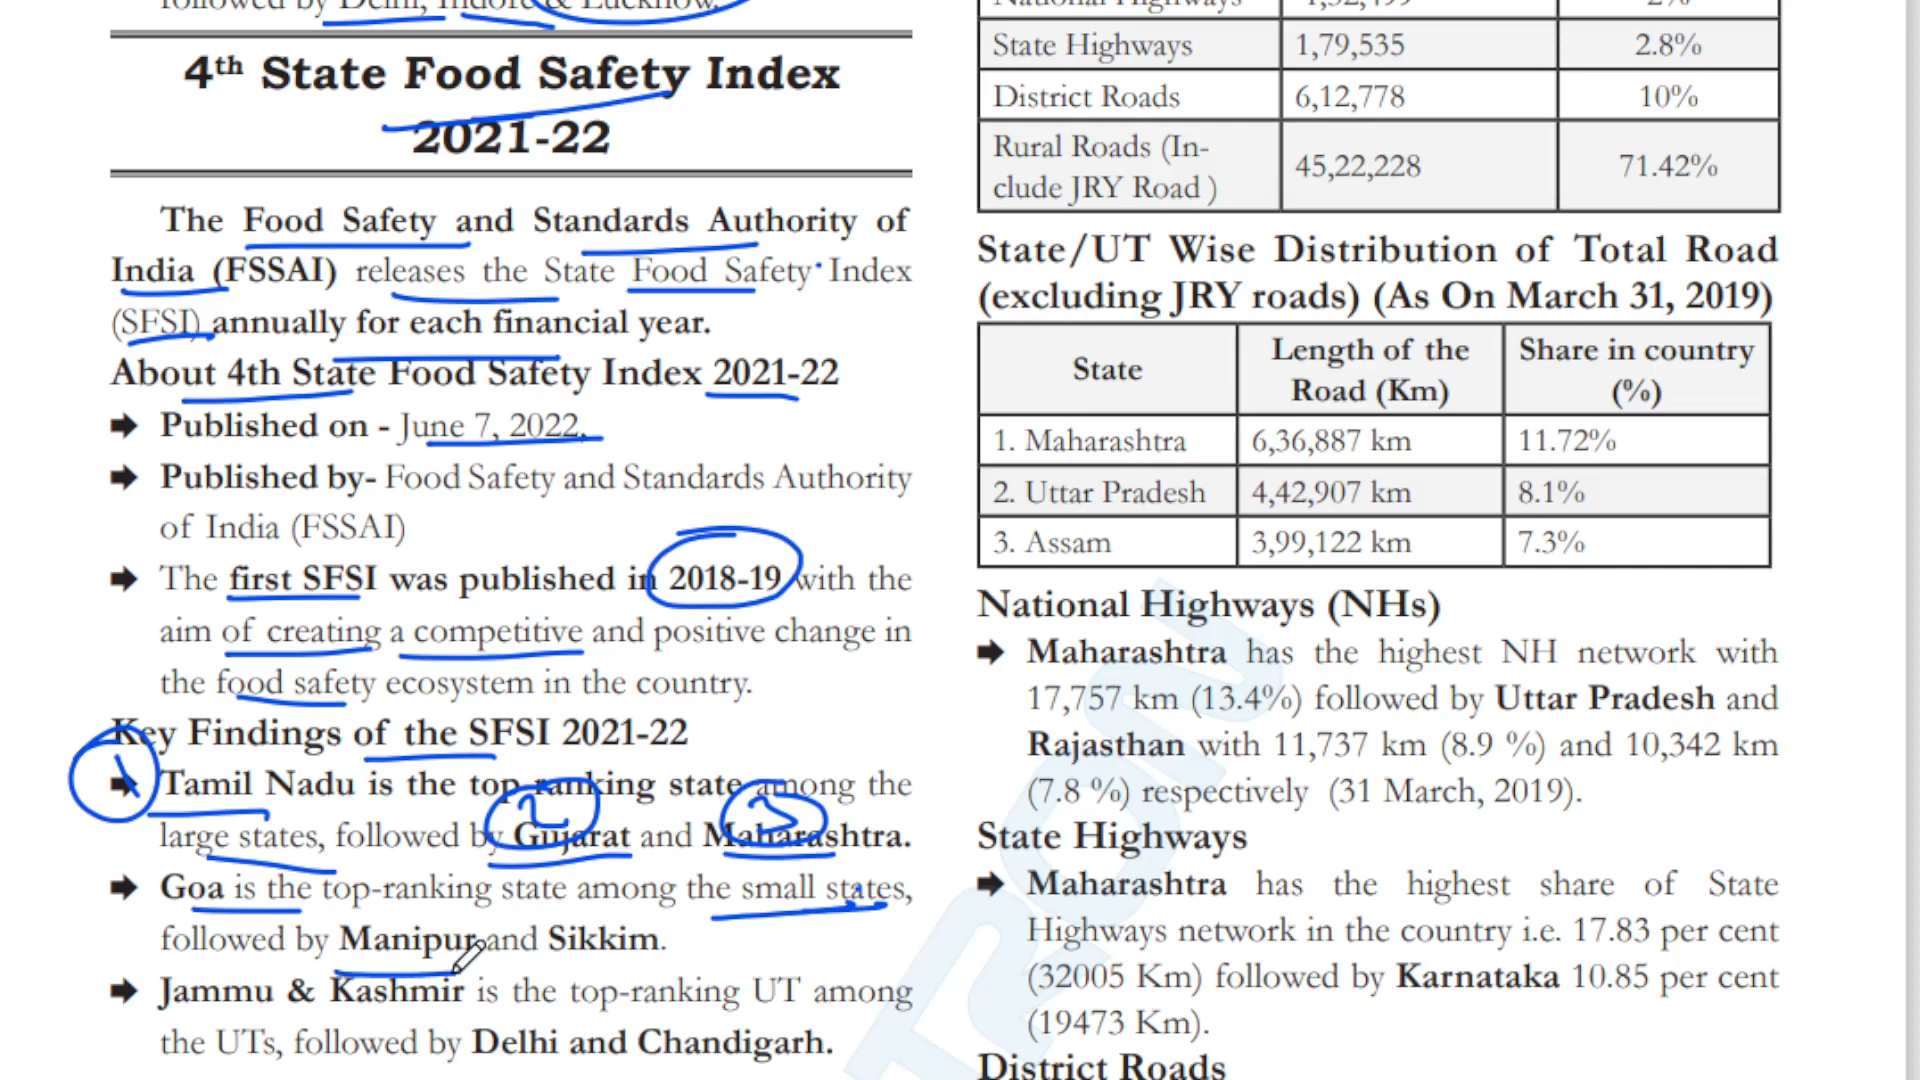 followed by Delhi, Indore & Lucknow.
4th State Food Safety Index
2021-22
The Food Safety and Standards Authority of
India (FSSAI) releases the State Food Safety Index
(SFSI) annually for each financial year.
About 4th State Food Safety Index 2021-22
Published on - June 7, 2022.
Published by- Food Safety and Standards Authority
of India (FSSAI)
The first SFSI was published in 2018-19 with the
aim of creating a competitive and positive change in
the food safety ecosystem in the country.
Key Findings of the SFSI 2021-22
1
Tamil Nadu is the top ranking state among the
2 3
large states, followed by Gujarat and Maharashtra.
Goa is the top-ranking state among the small states,
followed by Manipur and Sikkim.
Jammu & Kashmir is the top-ranking UT among
the UTs, followed by Delhi and Chandigarh.
National Highways 1,32,499 2%
State Highways 1,79,535 2.8%
District Roads 6,12,778 10%
Rural Roads (In-
clude JRY Road ) 45,22,228 71.42%
State/UT Wise Distribution of Total Road
(excluding JRY roads) (As On March 31, 2019)
State Length of the Share in country
Road (Km) (%)
1. Maharashtra 6,36,887 km 11.72%
2. Uttar Pradesh 4,42,907 km 8.1%
3. Assam 3,99,122 km 7.3%
National Highways (NHs)
Maharashtra has the highest NH network with
17,757 km (13.4%) followed by Uttar Pradesh and
Rajasthan with 11,737 km (8.9 %) and 10,342 km
(7.8 %) respectively (31 March, 2019).
State Highways
Maharashtra has the highest share of State
Highways network in the country i.e. 17.83 per cent
(32005 Km) followed by Karnataka 10.85 per cent
(19473 Km).
District Roads